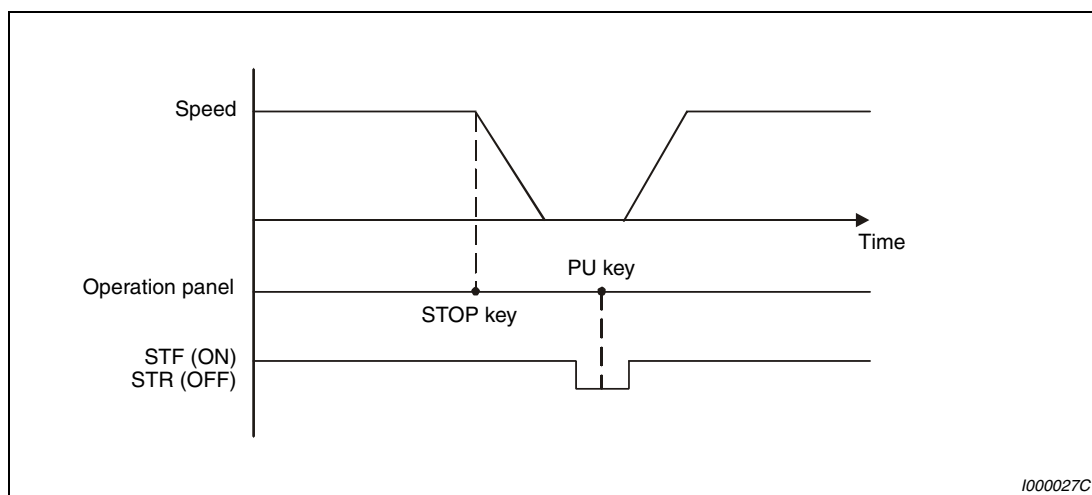 Speed
Time
PU key
Operation panel
STOP key
STF (ON)
STR (OFF)
I000027C